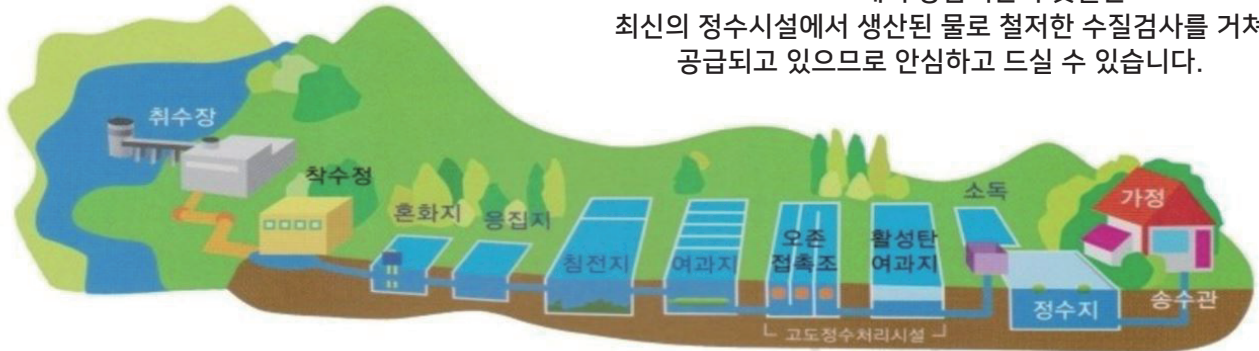 최신의 정수시설에서 생산된 물로 철저한 수질검사를 거쳐
공급되고 있으므로 안심하고 드실 수 있습니다.
취수장
착수정
혼화지
응집지
침전지
여과지
오존
접촉조
활성탄
여과지
소독
정수지
가정
송수관
고도정수처리시설